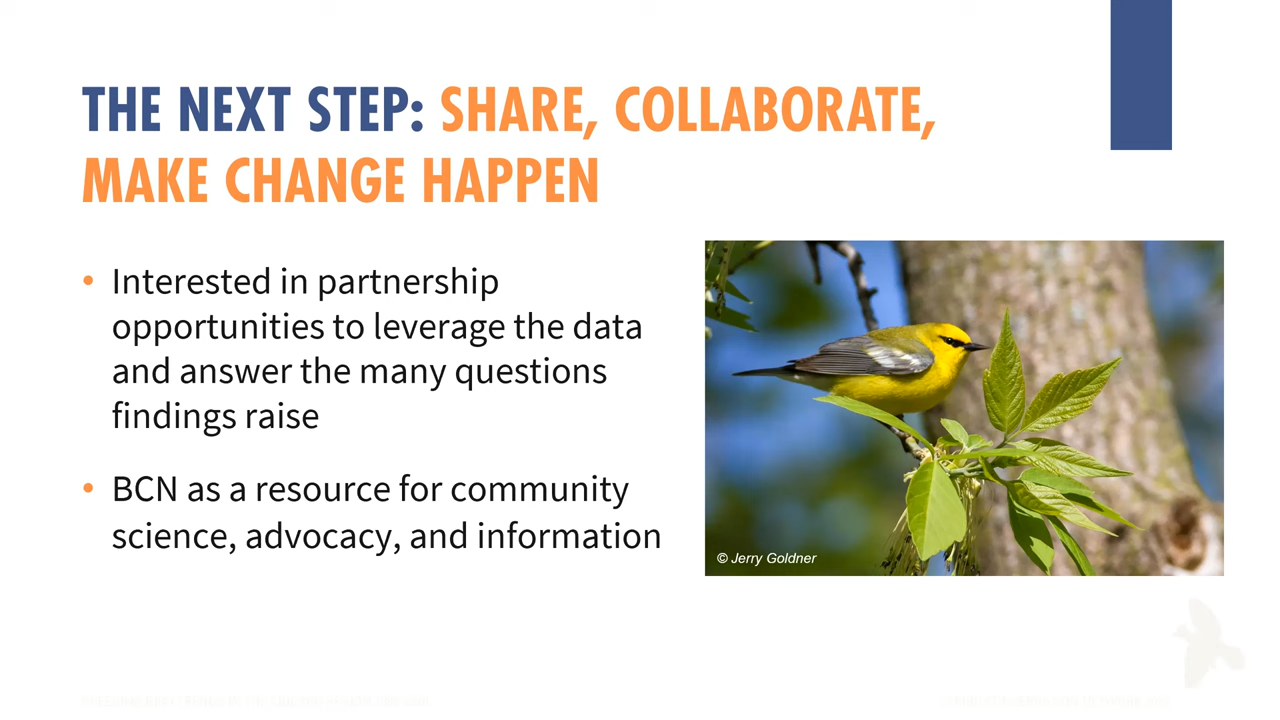 THE NEXT STEP: SHARE, COLLABORATE,
MAKE CHANGE HAPPEN
• Interested in partnership
opportunities to leverage the data
and answer the many questions
findings raise
• BCN as a resource for community
science, advocacy, and information
© Jerry Goldner